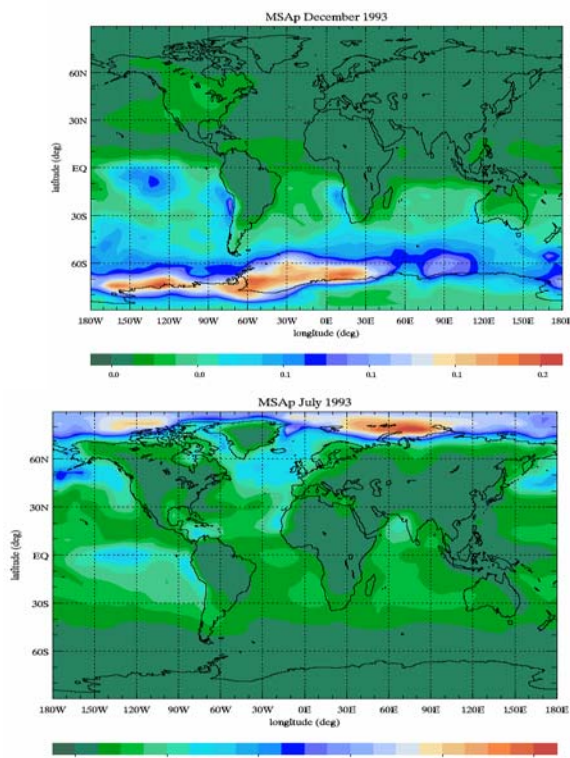 MSAp December 1993
60N
30N
EQ
30S
60S
latitude (deg)
180W 150W 120W 90W 60W 30W 0E 30E 60E 90E 120E 150E 180E
longitude (deg)
0.0 0.0 0.1 0.1 0.1 0.2
MSAp July 1993
60N
30N
EQ
30S
60S
latitude (deg)
180W 150W 120W 90W 60W 30W 0E 30E 60E 90E 120E 150E 180E
longitude (deg)